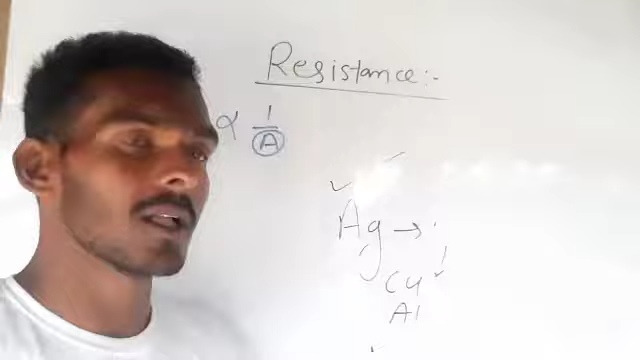 Resistance:-
∝ 1/A
Ag →
Cu
Al